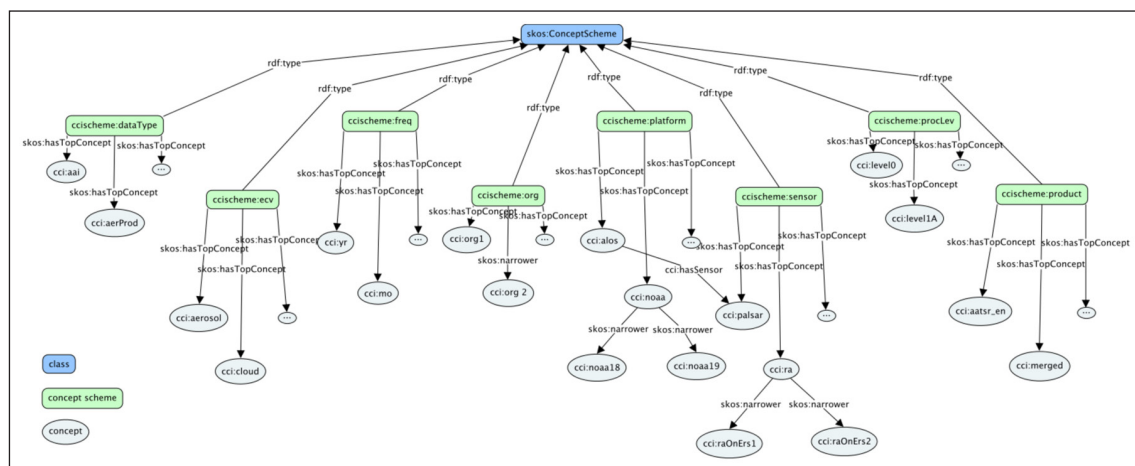 skos:ConceptScheme
rdf:type
rdf:type
rdf:type
rdf:type
rdf:type
rdf:type
rdf:type
rdf:type
ccischeme:dataType
ccischeme:freq
ccischeme:platform
ccischeme:procLev
skos:hasTopConcept
skos:hasTopConcept
skos:hasTopConcept
skos:hasTopConcept
skos:hasTopConcept
skos:hasTopConcept
skos:hasTopConcept
skos:hasTopConcept
cci:aai
...
cci:level0
...
skos:hasTopConcept
skos:hasTopConcept
skos:hasTopConcept
skos:hasTopConcept
ccischeme:ecv
ccischeme:org
ccischeme:sensor
ccischeme:product
cci:aerProd
skos:hasTopConcept
skos:hasTopConcept
cci:level1A
cci:yr
...
cci:org1
...
cci:alos
...
skos:hasTopConcept
skos:hasTopConcept
skos:hasTopConcept
skos:hasTopConcept
skos:hasTopConcept
skos:hasTopConcept
skos:narrower
cci:hasSensor
skos:hasTopConcept
skos:hasTopConcept
cci:mo
cci:org 2
cci:noaa
cci:aerosol
...
cci:palsar
...
cci:aatsr_en
...
skos:narrower
skos:narrower
class
cci:cloud
cci:noaa18
cci:noaa19
cci:ra
cci:merged
concept scheme
skos:narrower
skos:narrower
concept
cci:raOnErs1
cci:raOnErs2